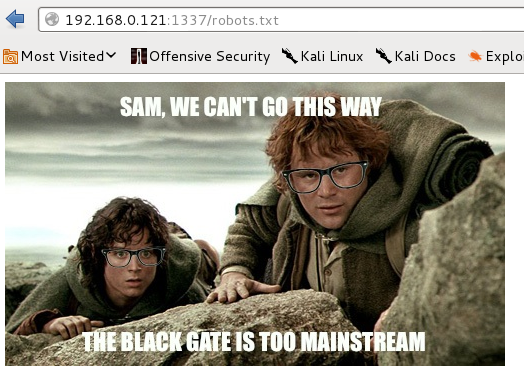 192.168.0.121:1337/robots.txt
Most Visited Offensive Security Kali Linux Kali Docs Explo
SAM, WE CAN'T GO THIS WAY
THE BLACK GATE IS TOO MAINSTREAM